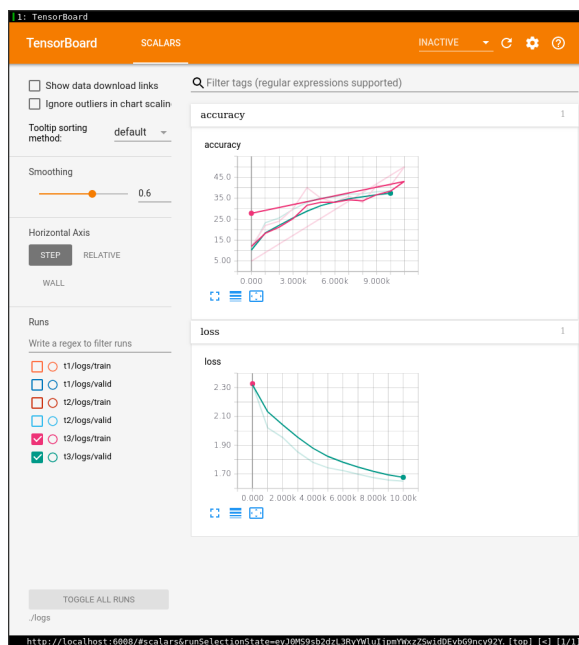 1: TensorBoard
TensorBoard SCALARS INACTIVE
Show data download links
Ignore outliers in chart scalin
Tooltip sorting method: default
Smoothing
0.6
Horizontal Axis
STEP RELATIVE
WALL
Runs
Write a regex to filter runs
t1/logs/train
t1/logs/valid
t2/logs/train
t2/logs/valid
t3/logs/train
t3/logs/valid
TOGGLE ALL RUNS
./logs
Filter tags (regular expressions supported)
accuracy 1
accuracy
45.0
35.0
25.0
15.0
5.00
0.000 3.000k 6.000k 9.000k
loss 1
loss
2.30
2.10
1.90
1.70
0.000 2.000k 4.000k 6.000k 8.000k 10.00k
[top] [<] [1/1]